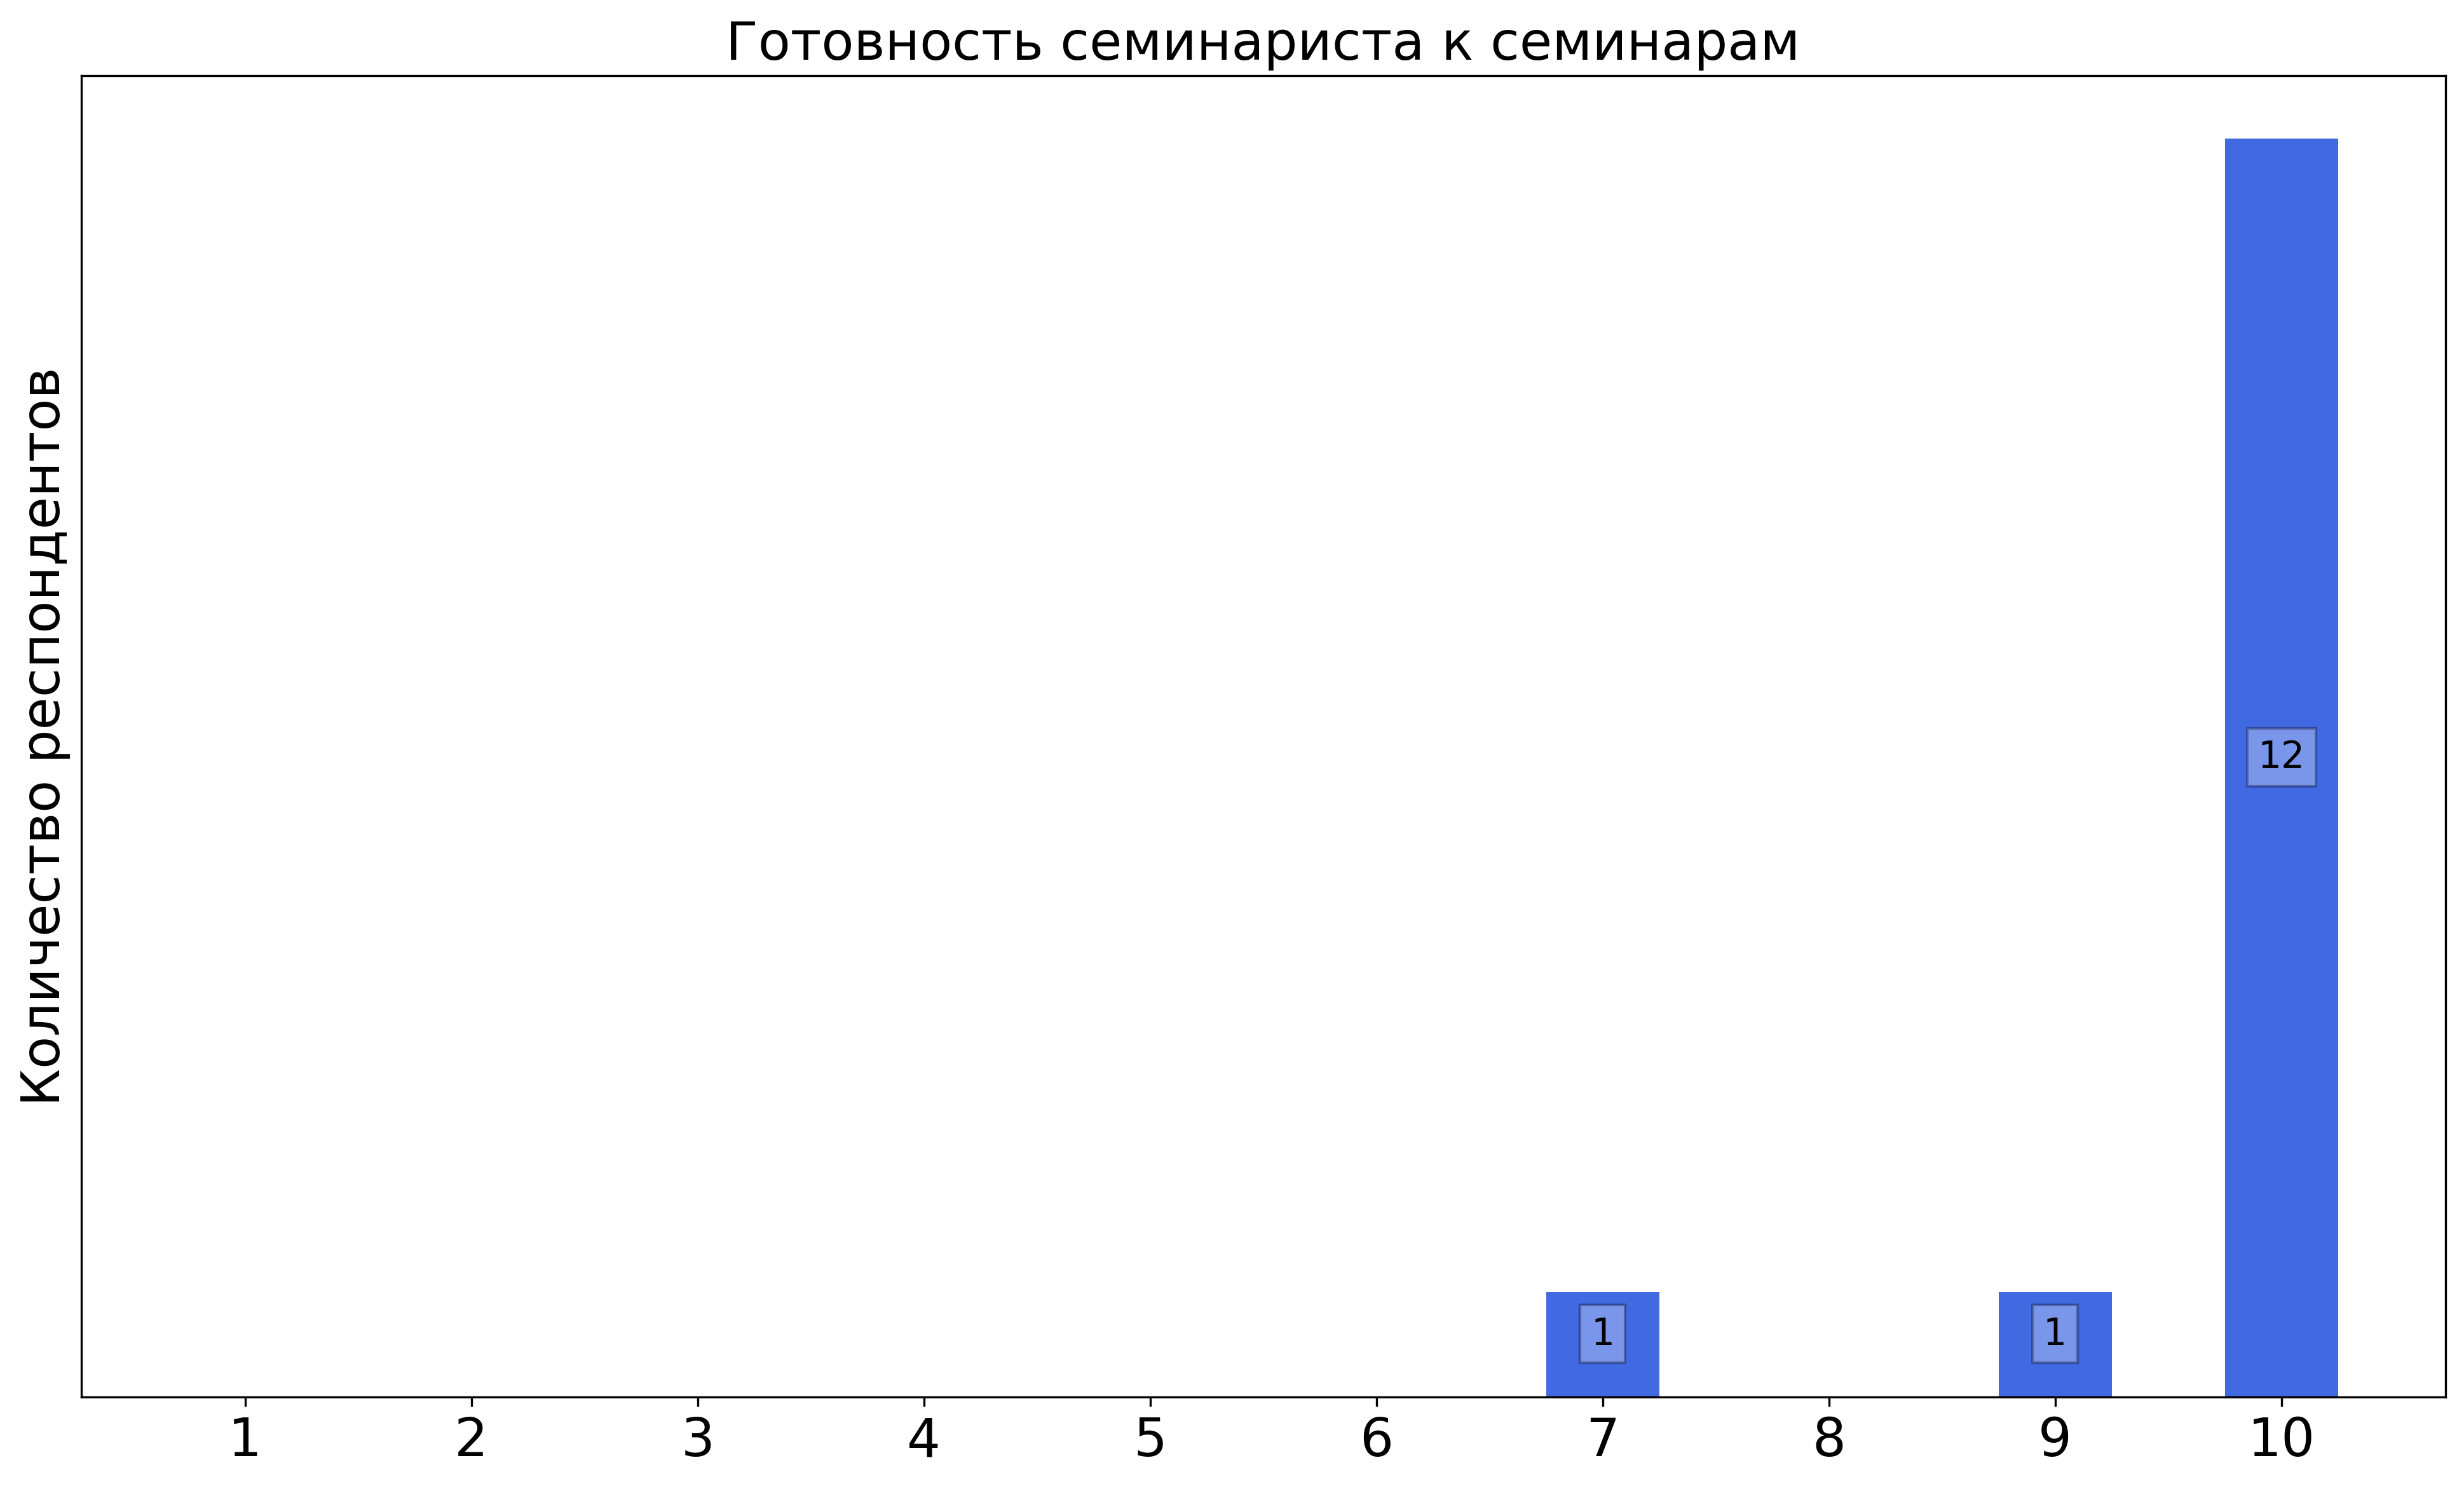 Готовность семинариста к семинарам
Количество респондентов
12
1
1
1 2 3 4 5 6 7 8 9 10